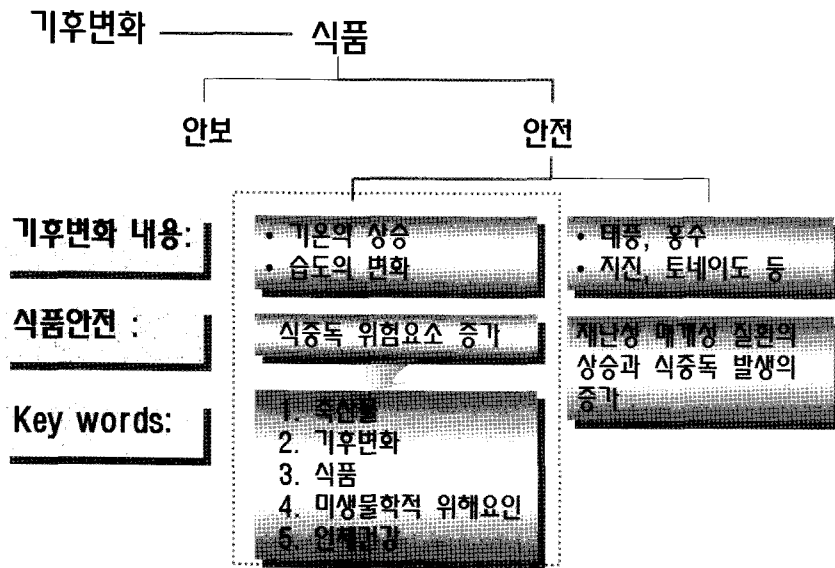 기후변화 식품
안보 안전
기후변화 내용:
• 기온의 상승
• 습도의 변화
• 태풍, 홍수
• 지진, 토네이도 등
식품안전 :
식중독 위험요소 증가
재난성 매개성 질환의
상승과 식중독 발생의
증가
Key words:
1. 축산물
2. 기후변화
3. 식품
4. 미생물학적 위해요인
5. 인체건강